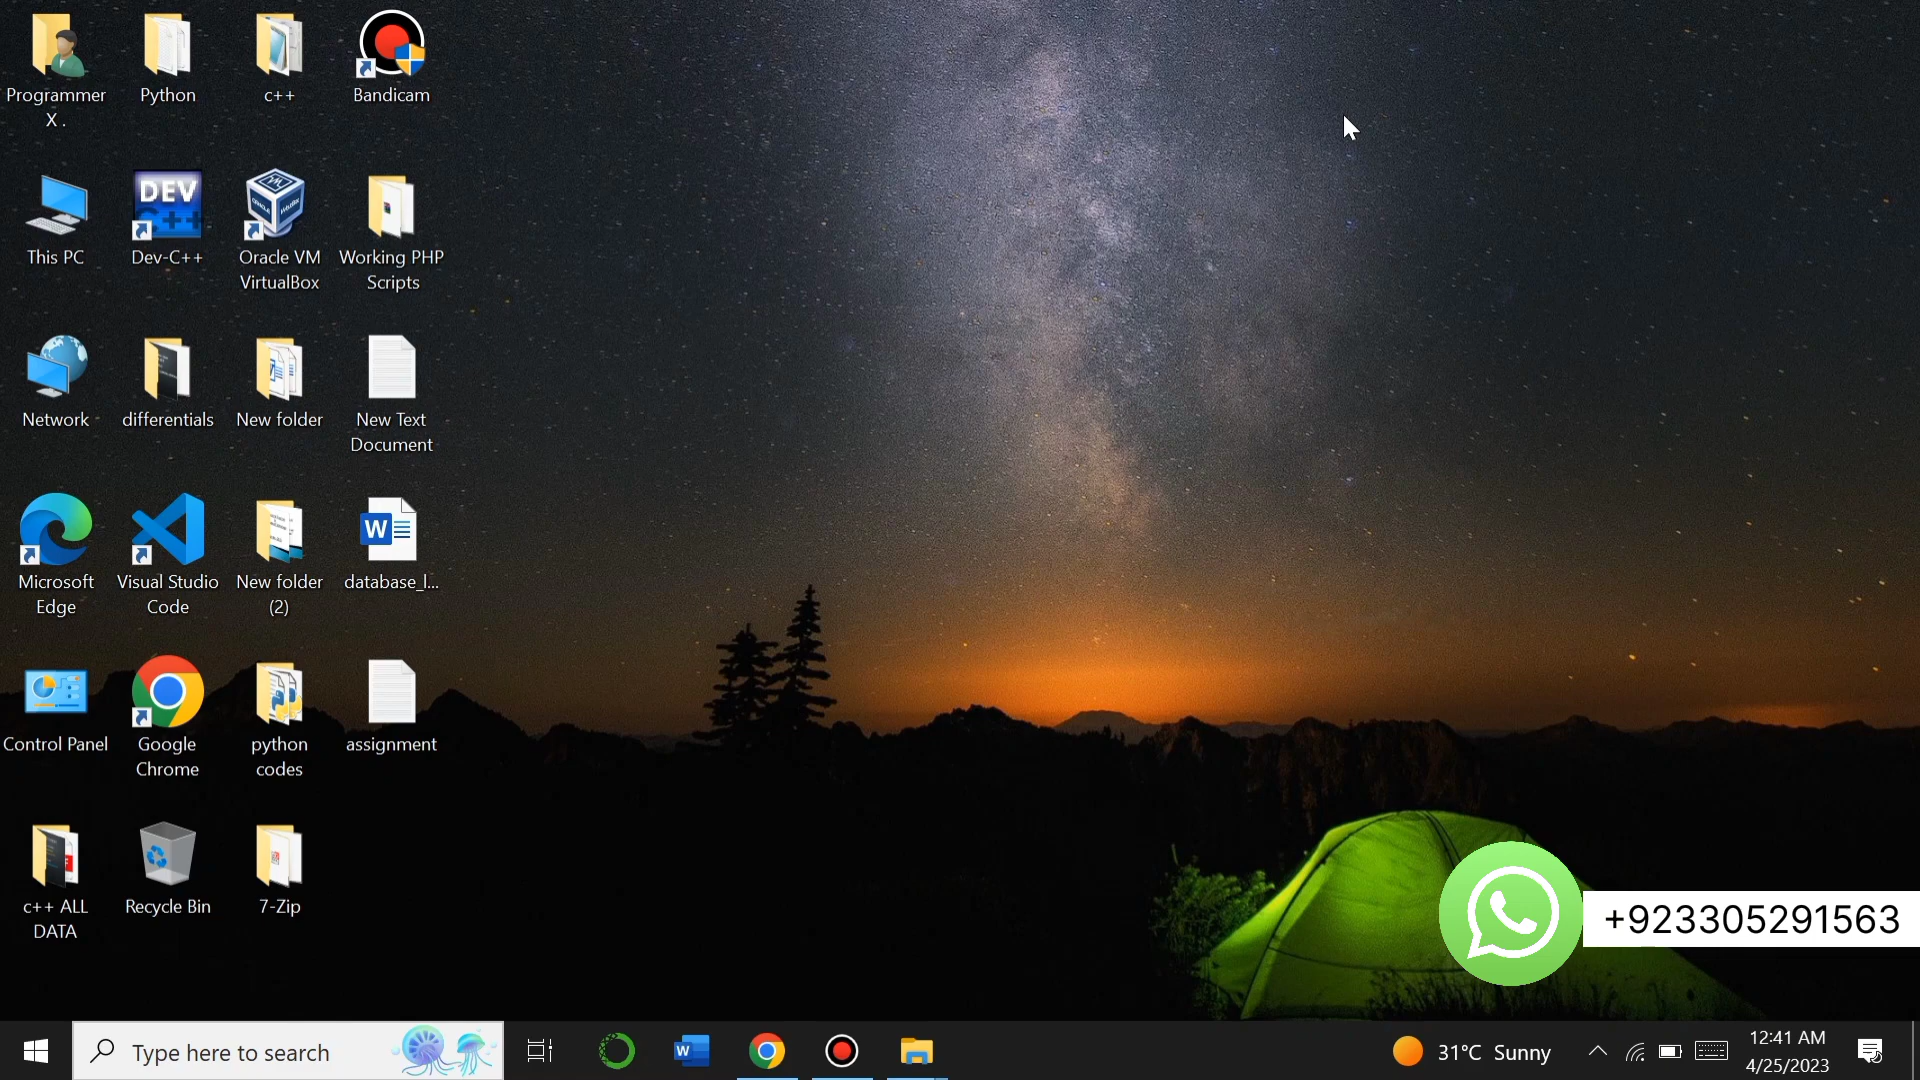 Programmer
X .
Python
c++
Bandicam
This PC
DEV
C++
Dev-C++
Oracle VM
VirtualBox
Working PHP
Scripts
Network
differentials
New folder
New Text
Document
Microsoft
Edge
Visual Studio
Code
New folder
(2)
W
database_l...
Control Panel
Google
Chrome
python
codes
assignment
c++ ALL
DATA
Recycle Bin
7-Zip
+923305291563
Type here to search
W
31°C Sunny
12:41 AM
4/25/2023